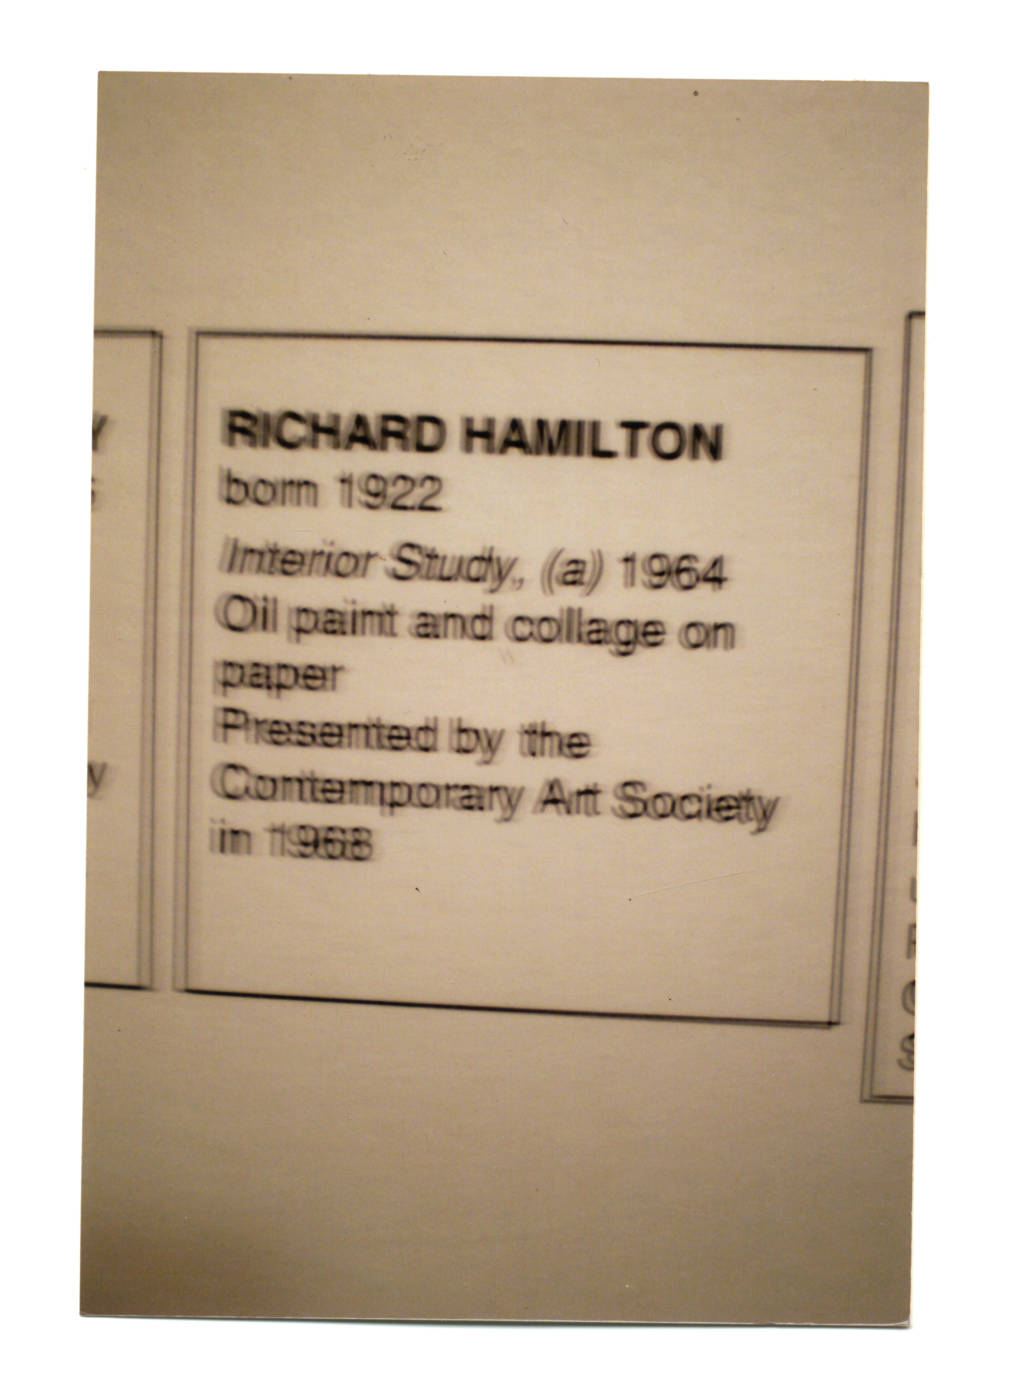 RICHARD HAMILTON
born 1922
Interior Study, (a) 1964
Oil paint and collage on
paper
Presented by the
Contemporary Art Society
in 1968